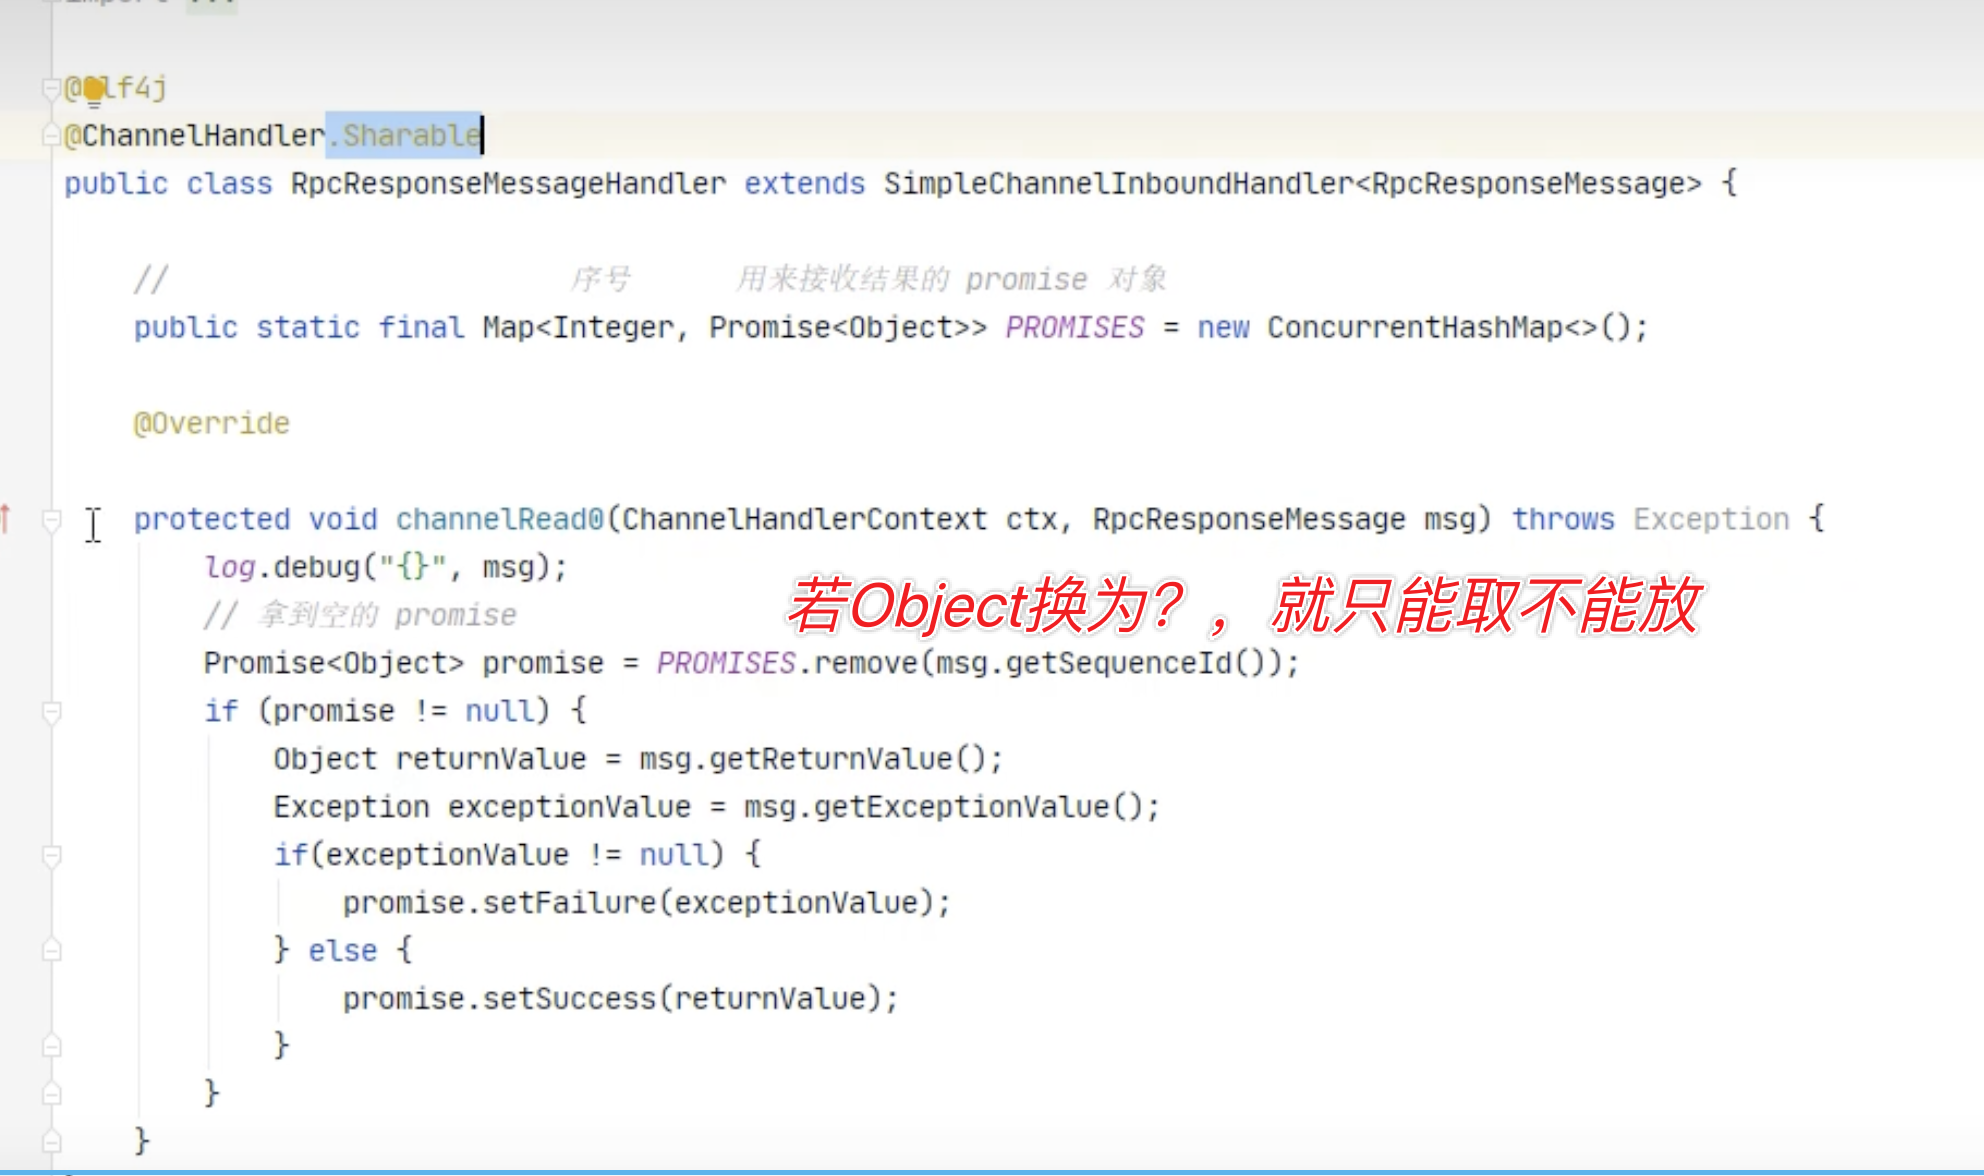 @Slf4j
@ChannelHandler.Sharable
public class RpcResponseMessageHandler extends SimpleChannelInboundHandler<RpcResponseMessage> {
// 序号 用来接收结果的 promise 对象
public static final Map<Integer, Promise<Object>> PROMISES = new ConcurrentHashMap<>();
@Override
protected void channelRead0(ChannelHandlerContext ctx, RpcResponseMessage msg) throws Exception {
log.debug("{}", msg);
若Object换为？，就只能取不能放
// 拿到空的 promise
Promise<Object> promise = PROMISES.remove(msg.getSequenceId());
if (promise != null) {
Object returnValue = msg.getReturnValue();
Exception exceptionValue = msg.getExceptionValue();
if(exceptionValue != null) {
promise.setFailure(exceptionValue);
} else {
promise.setSuccess(returnValue);
}
}
}